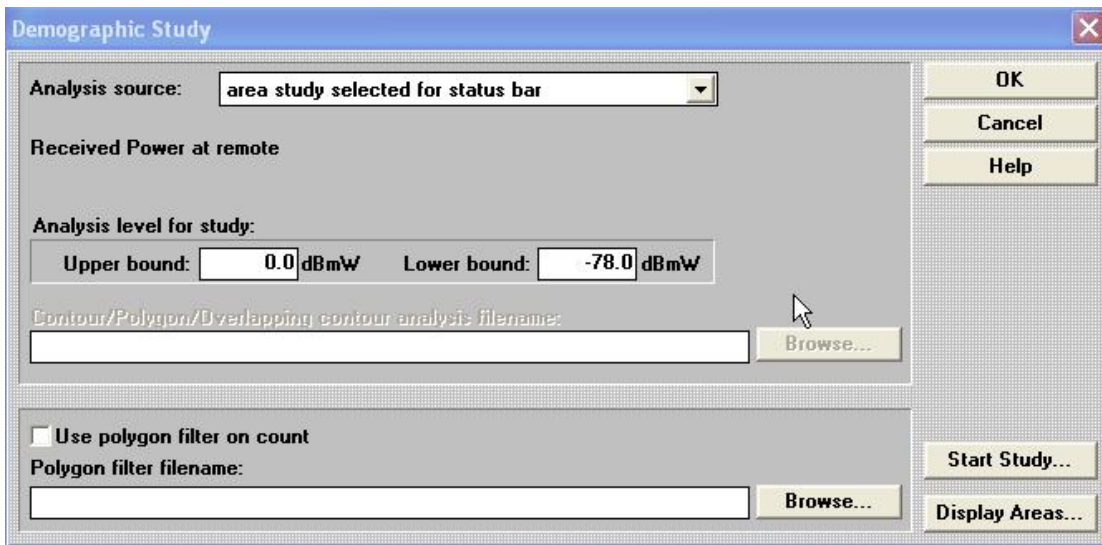 Demographic Study
Analysis source: area study selected for status bar
OK
Cancel
Help
Received Power at remote
Analysis level for study:
Upper bound: 0.0 dBmW Lower bound: -78.0 dBmW
Contour/Polygon/Overlapping contour analysis filename:
Browse...
Use polygon filter on count
Polygon filter filename:
Browse...
Start Study...
Display Areas...